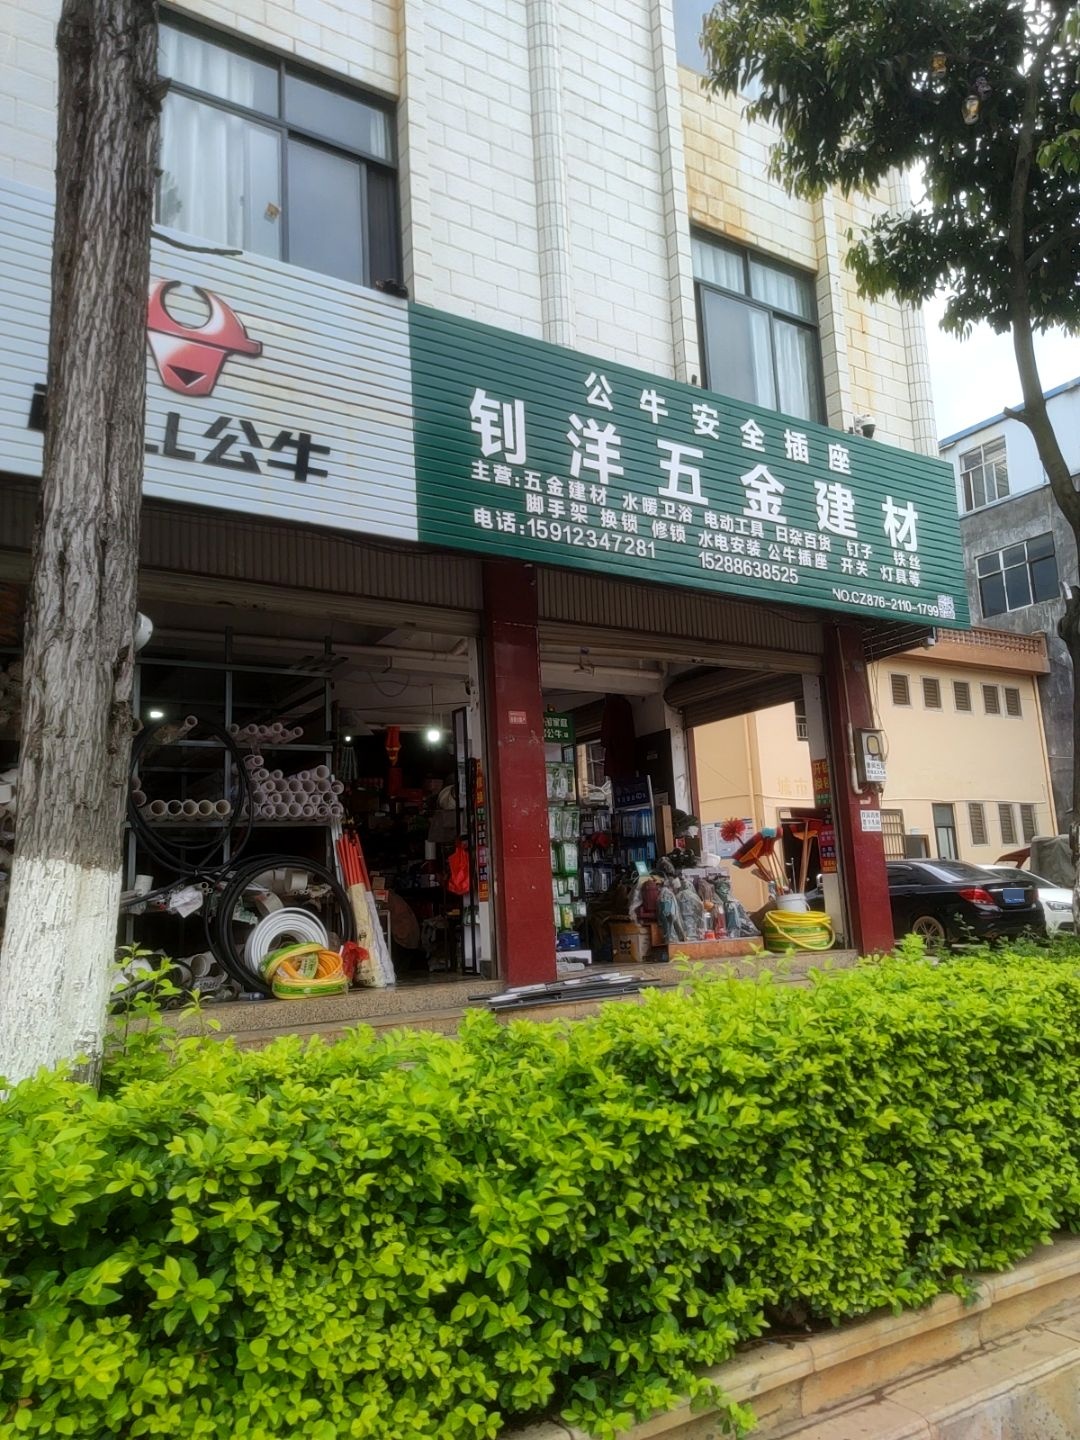 公牛
公牛安全插座
钊洋五金建材
主营:五金建材 水暖卫浴 电动工具 日杂百货 钉子 铁丝
脚手架 换锁 修锁 水电安装 公牛插座 开关 灯具等
电话:15912347281 15288638525
NO.CZ876-2110-1799
城市